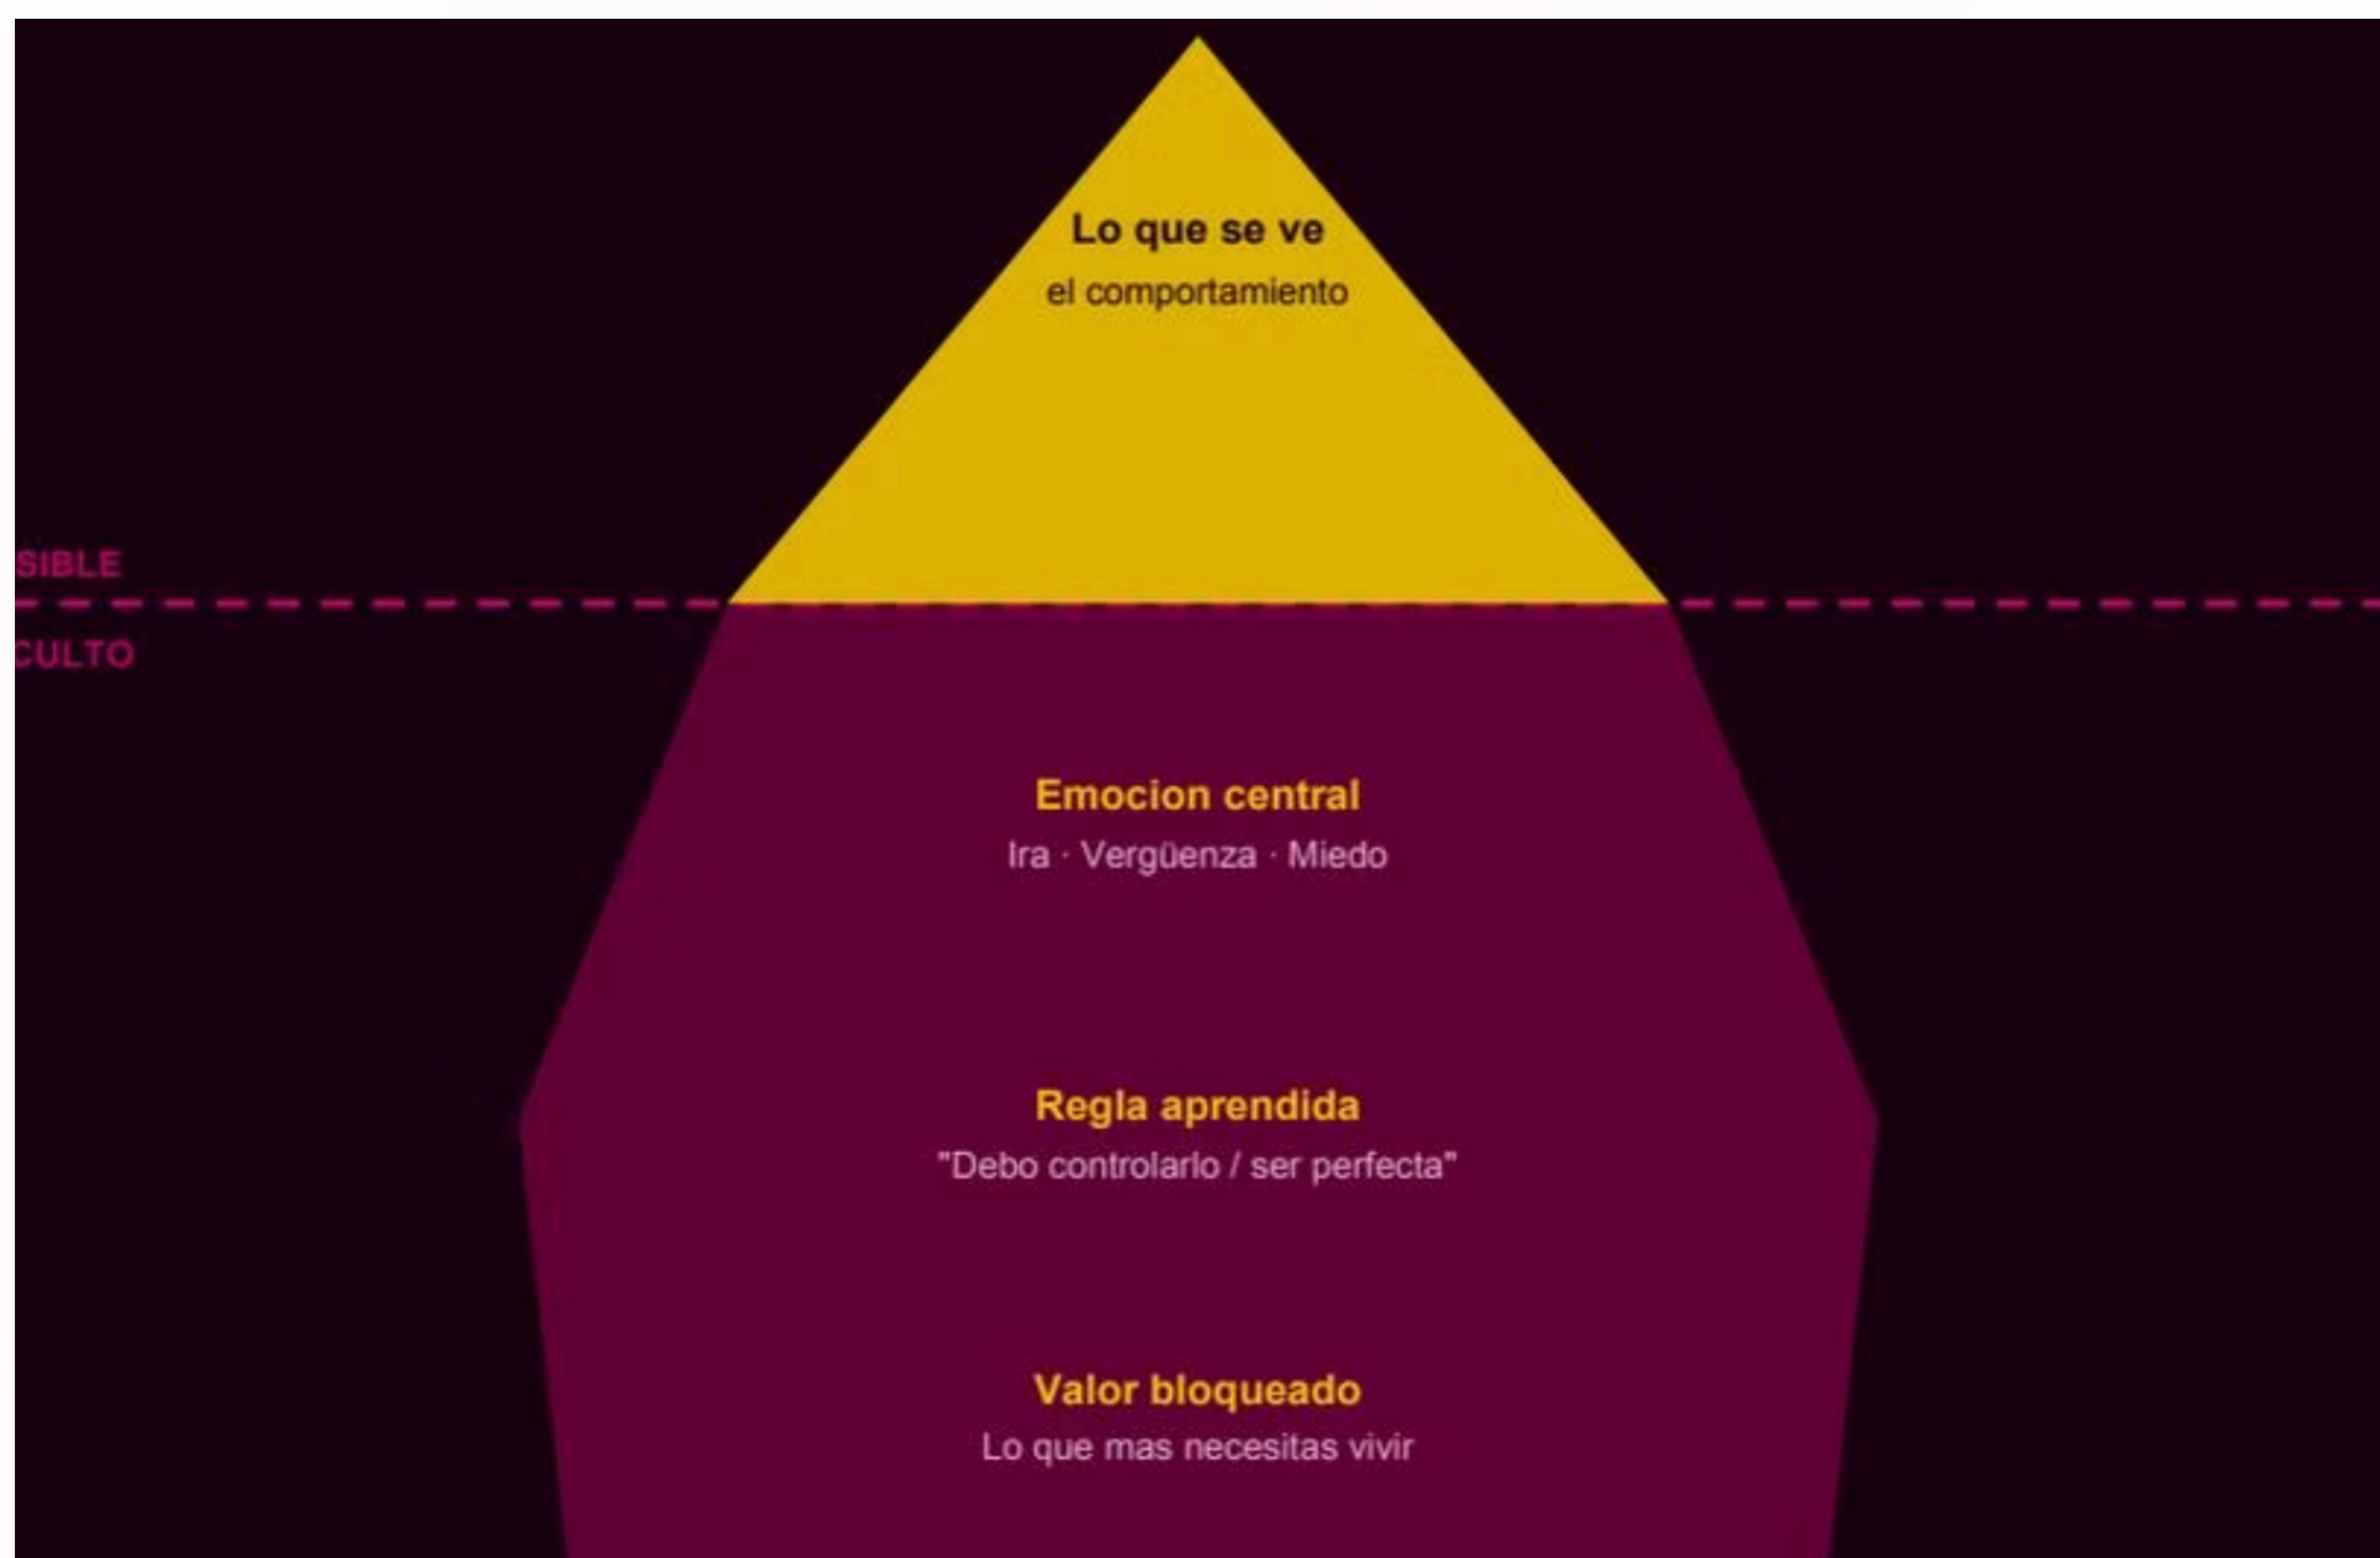 Lo que se ve
el comportamiento
SIBLE
CULTO
Emocion central
Ira · Vergüenza · Miedo
Regla aprendida
"Debo controlarlo / ser perfecta"
Valor bloqueado
Lo que mas necesitas vivir